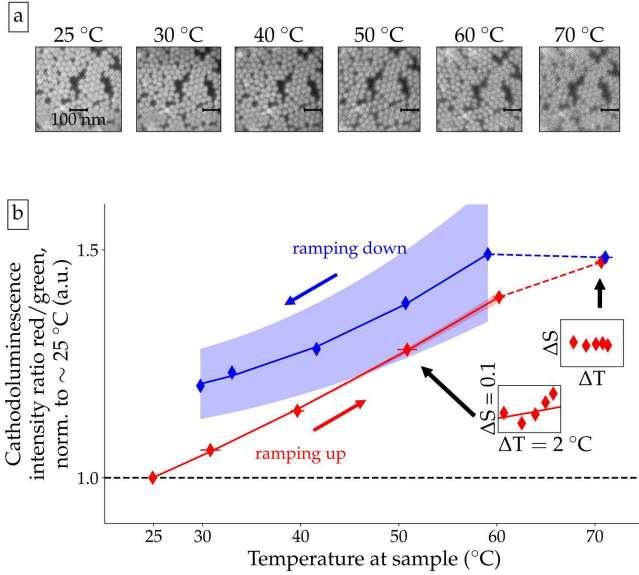 a
25 °C 30 °C 40 °C 50 °C 60 °C 70 °C
100 nm
b
Cathodoluminescence
intensity ratio red/green,
norm. to ~ 25 °C (a.u.)
1.5
1.0
ramping down
ramping up
ΔS
ΔT
ΔS = 0.1
ΔT = 2 °C
25 30 40 50 60 70
Temperature at sample (°C)